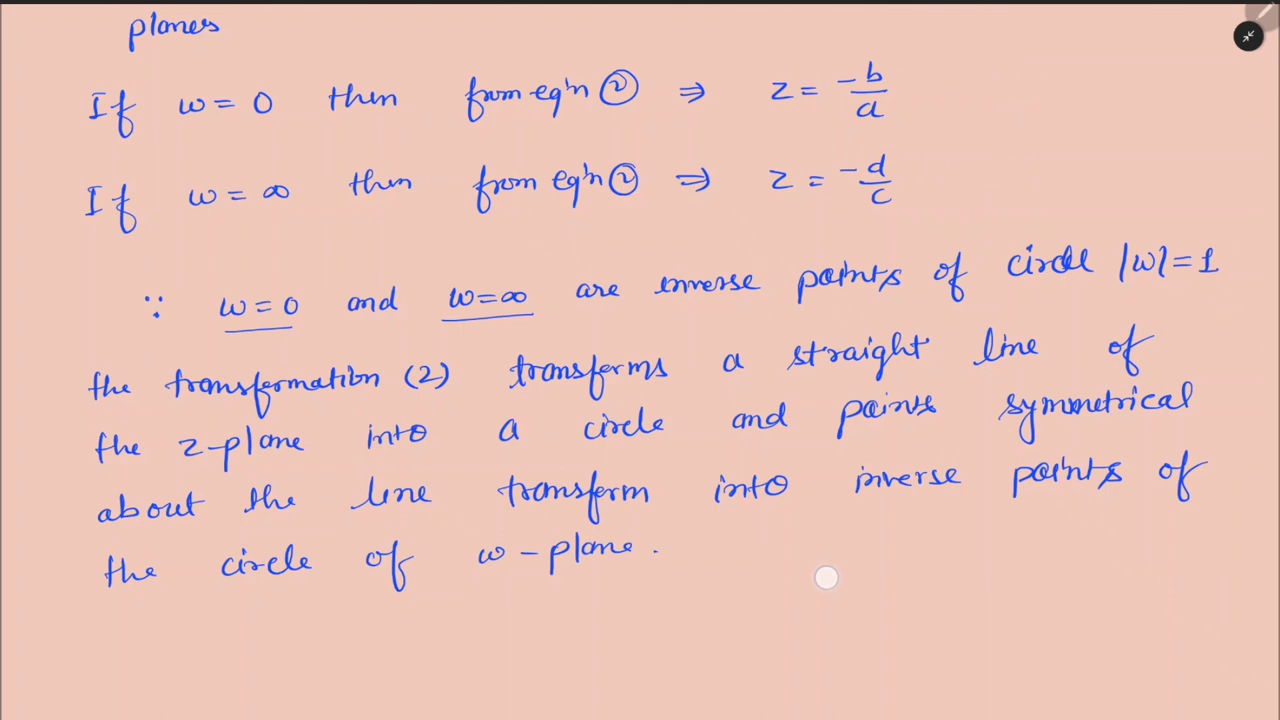 planes
If w = 0 then from eq'n ② ⇒ z = -b/a
If w = ∞ then from eq'n ② ⇒ z = -d/c
∵ w = 0 and w = ∞ are inverse points of circle |w| = 1
the transformation (2) transforms a straight line of
the z-plane into a circle and points symmetrical
about the line transform into inverse points of
the circle of w-plane.